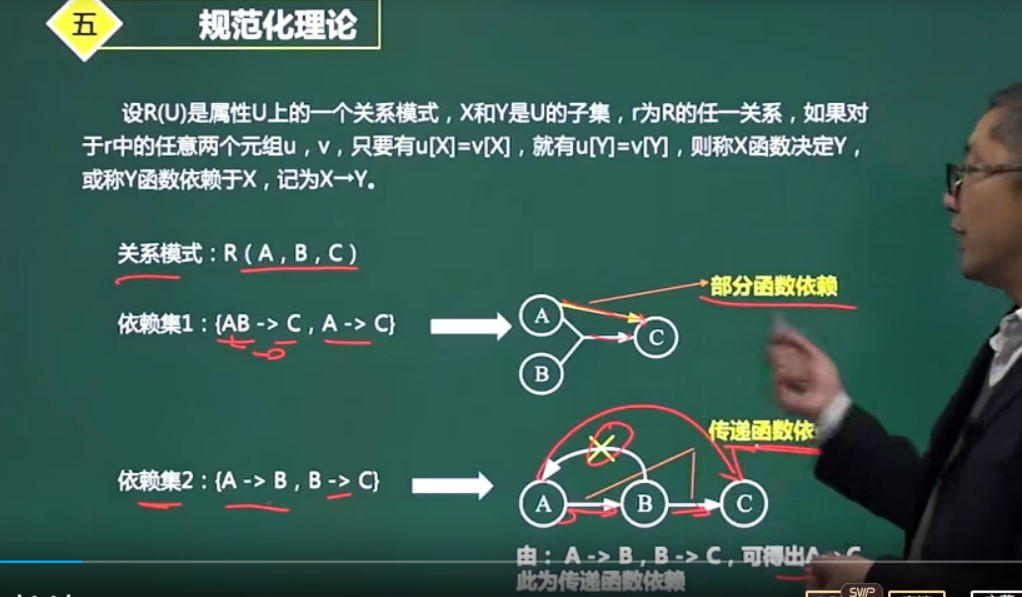 五 规范化理论
设R(U)是属性U上的一个关系模式，X和Y是U的子集，r为R的任一关系，如果对
于r中的任意两个元组u，v，只要有u[X]=v[X]，就有u[Y]=v[Y]，则称X函数决定Y，
或称Y函数依赖于X，记为X→Y。
关系模式：R（A，B，C）
部分函数依赖
依赖集1：{AB -> C，A -> C}
A
C
B
传递函数依
依赖集2：{A -> B，B -> C}
A B C
由： A -> B，B -> C，可得出A->C
此为传递函数依赖
SVIP